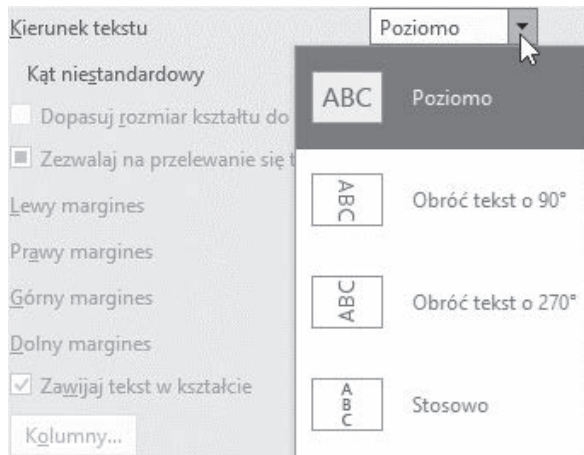 Kierunek tekstu
Poziomo
Kąt niestandardowy
Dopasuj rozmiar kształtu do
Zezwalaj na przelewanie się t
Lewy margines
Prawy margines
Górny margines
Dolny margines
Zawijaj tekst w kształcie
Kolumny...
ABC Poziomo
ABC Obróć tekst o 90°
ABC Obróć tekst o 270°
A
B
C
Stosowo